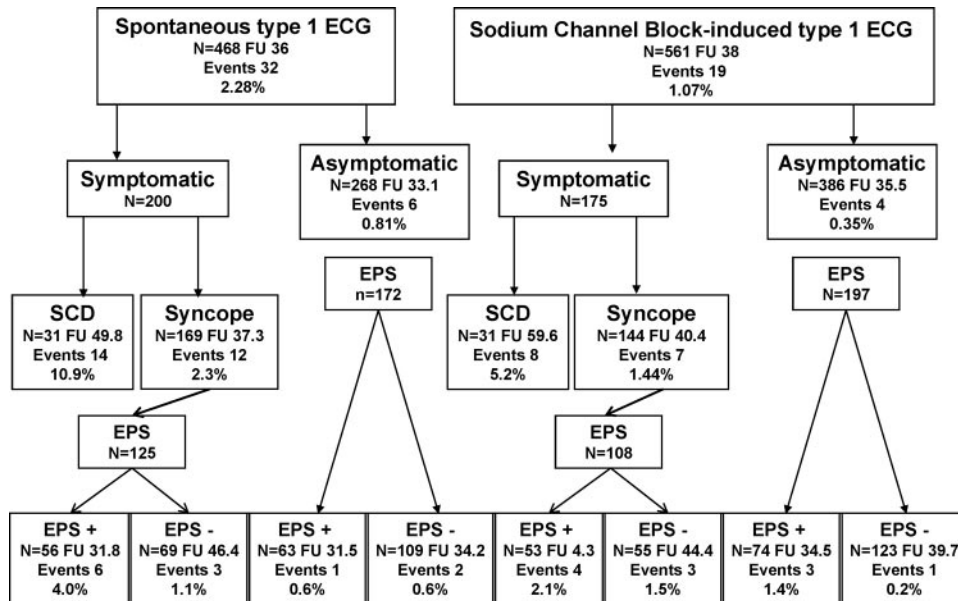 Spontaneous type 1 ECG
N=468 FU 36
Events 32
2.28%
Sodium Channel Block-induced type 1 ECG
N=561 FU 38
Events 19
1.07%
Symptomatic
N=200
Asymptomatic
N=268 FU 33.1
Events 6
0.81%
Symptomatic
N=175
Asymptomatic
N=386 FU 35.5
Events 4
0.35%
SCD
N=31 FU 49.8
Events 14
10.9%
Syncope
N=169 FU 37.3
Events 12
2.3%
EPS
n=172
SCD
N=31 FU 59.6
Events 8
5.2%
Syncope
N=144 FU 40.4
Events 7
1.44%
EPS
N=197
EPS
N=125
EPS
N=108
EPS +
N=56 FU 31.8
Events 6
4.0%
EPS -
N=69 FU 46.4
Events 3
1.1%
EPS +
N=63 FU 31.5
Events 1
0.6%
EPS -
N=109 FU 34.2
Events 2
0.6%
EPS +
N=53 FU 4.3
Events 4
2.1%
EPS -
N=55 FU 44.4
Events 3
1.5%
EPS +
N=74 FU 34.5
Events 3
1.4%
EPS -
N=123 FU 39.7
Events 1
0.2%